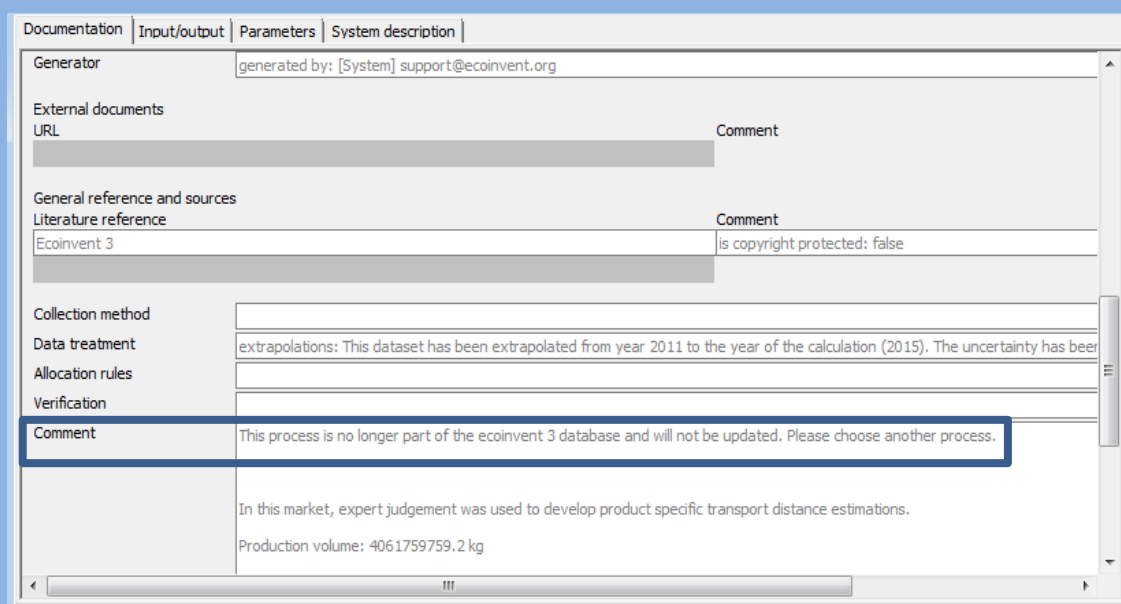 Documentation Input/output Parameters System description
Generator generated by: [System] support@ecoinvent.org
External documents
URL Comment
General reference and sources
Literature reference Comment
Ecoinvent 3 is copyright protected: false
Collection method
Data treatment extrapolations: This dataset has been extrapolated from year 2011 to the year of the calculation (2015). The uncertainty has been
Allocation rules
Verification
Comment This process is no longer part of the ecoinvent 3 database and will not be updated. Please choose another process.
In this market, expert judgement was used to develop product specific transport distance estimations.
Production volume: 4061759759.2 kg